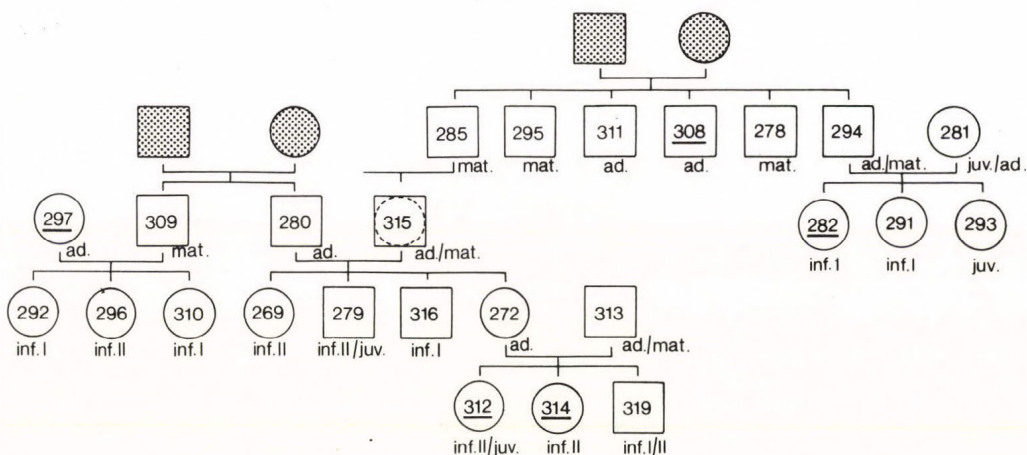 285 295 311 308 278 294 281
mat. mat. ad. ad. mat. ad./mat. juv./ad.
297 309 280 315 282 291 293
ad. mat. ad. ad./mat. inf.1 inf.I juv.
292 296 310 269 279 316 272 313
inf.I inf.II inf.I inf.II inf.II/juv. inf.I ad. ad./mat.
312 314 319
inf.II/juv. inf.II inf.I/II